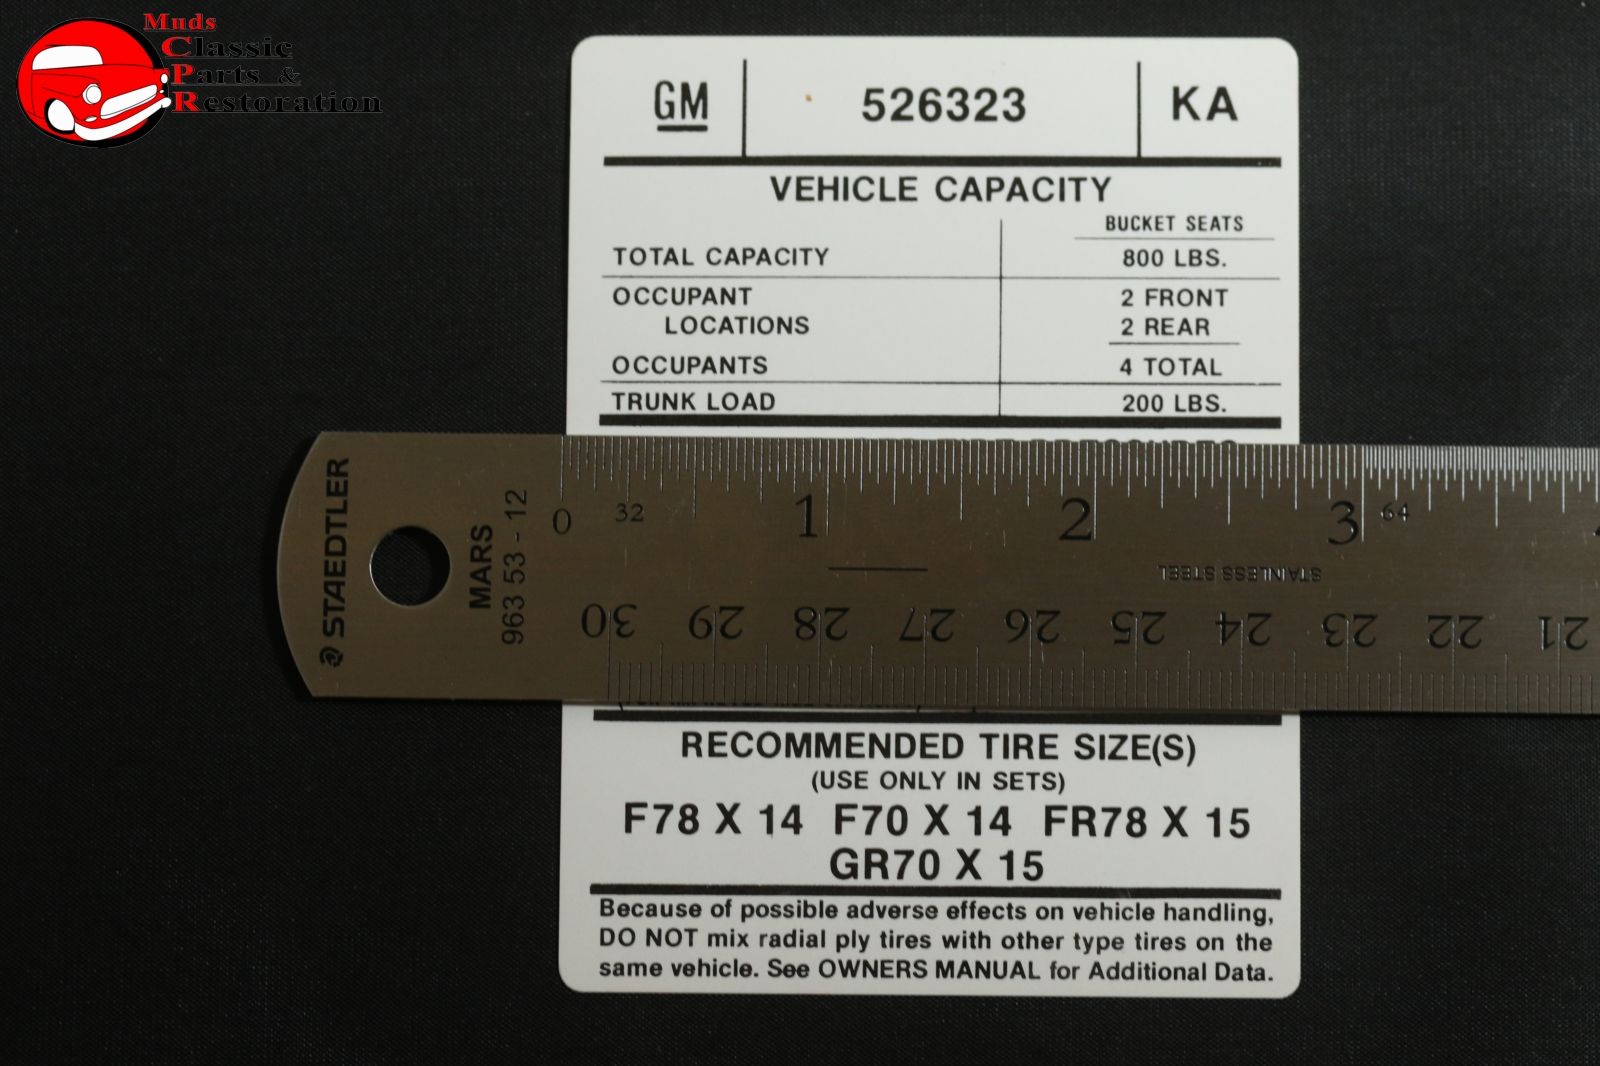 Muds
Classic
Parts &
Restoration
GM 526323 KA
VEHICLE CAPACITY
BUCKET SEATS
TOTAL CAPACITY 800 LBS.
OCCUPANT 2 FRONT
LOCATIONS 2 REAR
OCCUPANTS 4 TOTAL
TRUNK LOAD 200 LBS.
STAEDTLER
MARS
963 53 - 12
0 32 1 2 3 64
STAINLESS STEEL
30 29 28 27 26 25 24 23 22 21
RECOMMENDED TIRE SIZE(S)
(USE ONLY IN SETS)
F78 X 14 F70 X 14 FR78 X 15
GR70 X 15
Because of possible adverse effects on vehicle handling,
DO NOT mix radial ply tires with other type tires on the
same vehicle. See OWNERS MANUAL for Additional Data.